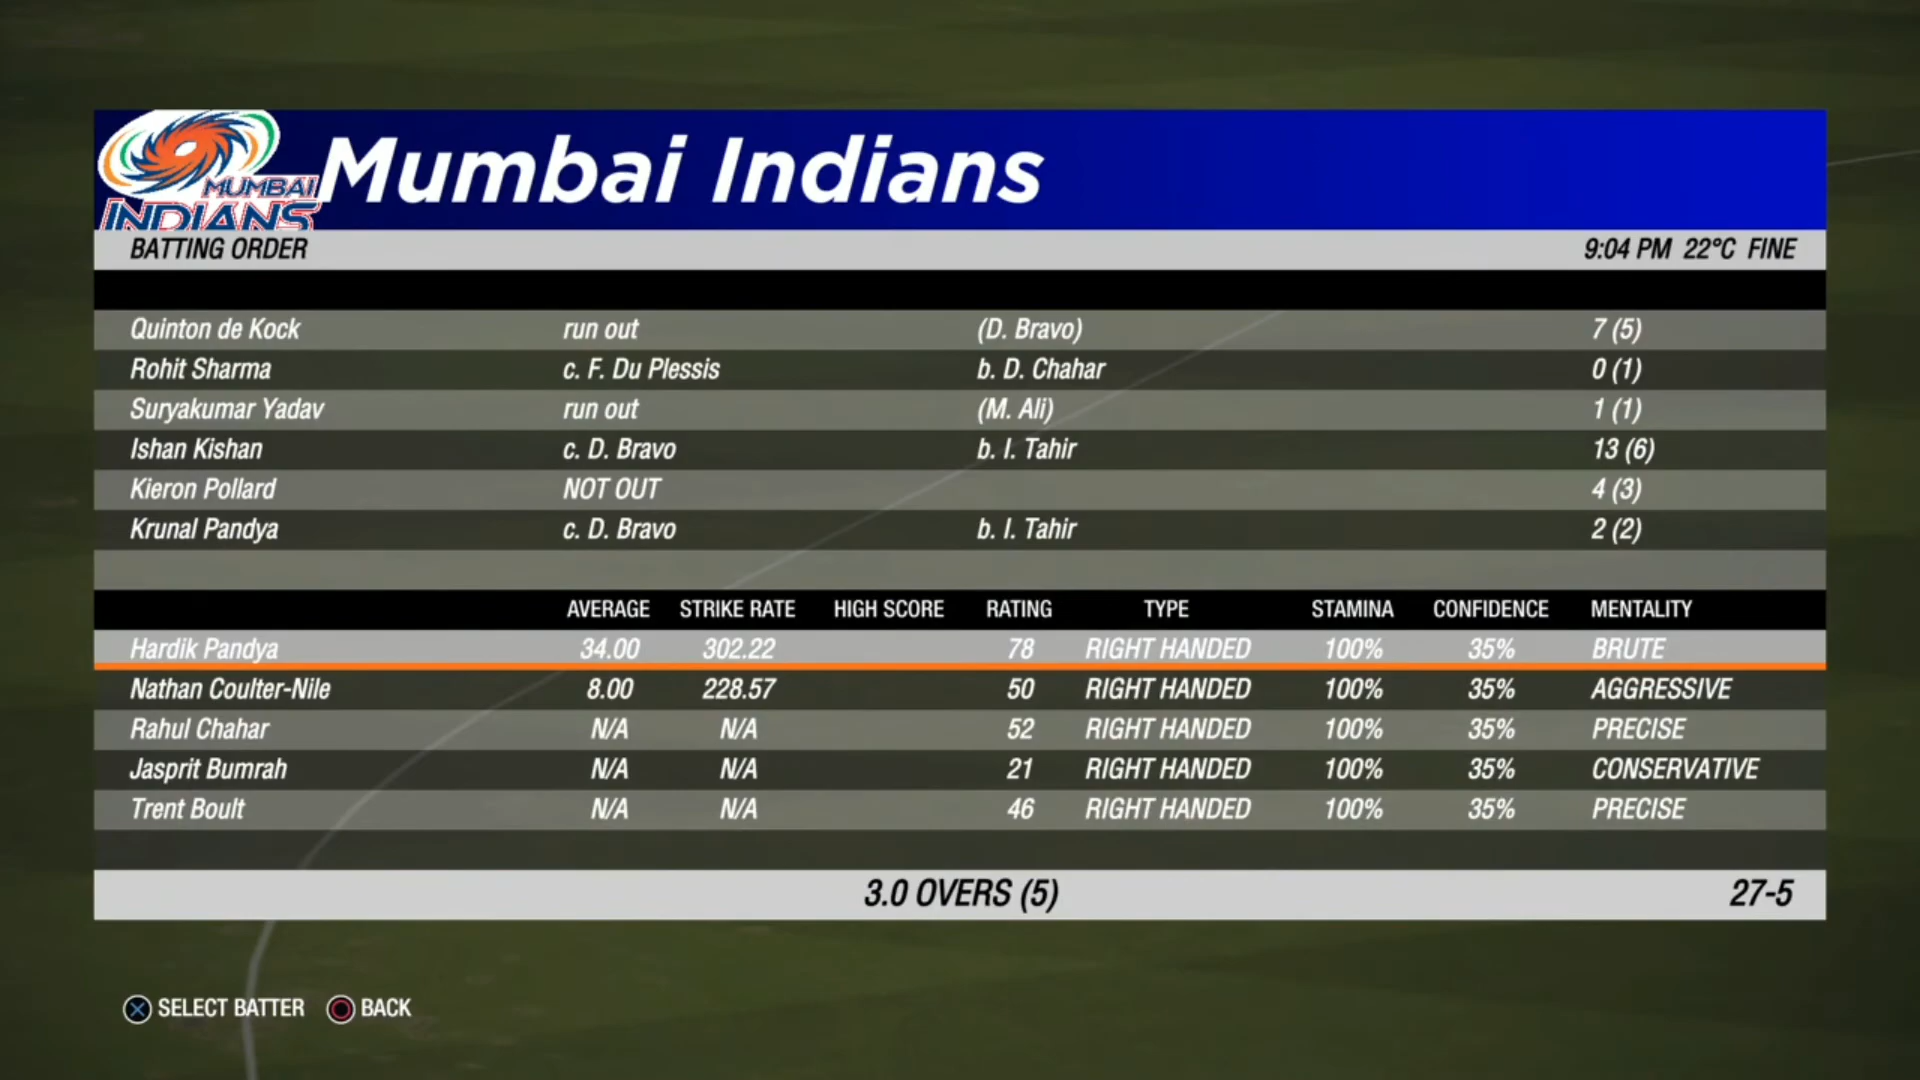 MUMBAI
INDIANS
Mumbai Indians
BATTING ORDER 9:04 PM 22°C FINE
Quinton de Kock run out (D. Bravo) 7 (5)
Rohit Sharma c. F. Du Plessis b. D. Chahar 0 (1)
Suryakumar Yadav run out (M. Ali) 1 (1)
Ishan Kishan c. D. Bravo b. I. Tahir 13 (6)
Kieron Pollard NOT OUT 4 (3)
Krunal Pandya c. D. Bravo b. I. Tahir 2 (2)
AVERAGE STRIKE RATE HIGH SCORE RATING TYPE STAMINA CONFIDENCE MENTALITY
Hardik Pandya 34.00 302.22 78 RIGHT HANDED 100% 35% BRUTE
Nathan Coulter-Nile 8.00 228.57 50 RIGHT HANDED 100% 35% AGGRESSIVE
Rahul Chahar N/A N/A 52 RIGHT HANDED 100% 35% PRECISE
Jasprit Bumrah N/A N/A 21 RIGHT HANDED 100% 35% CONSERVATIVE
Trent Boult N/A N/A 46 RIGHT HANDED 100% 35% PRECISE
3.0 OVERS (5) 27-5
SELECT BATTER BACK